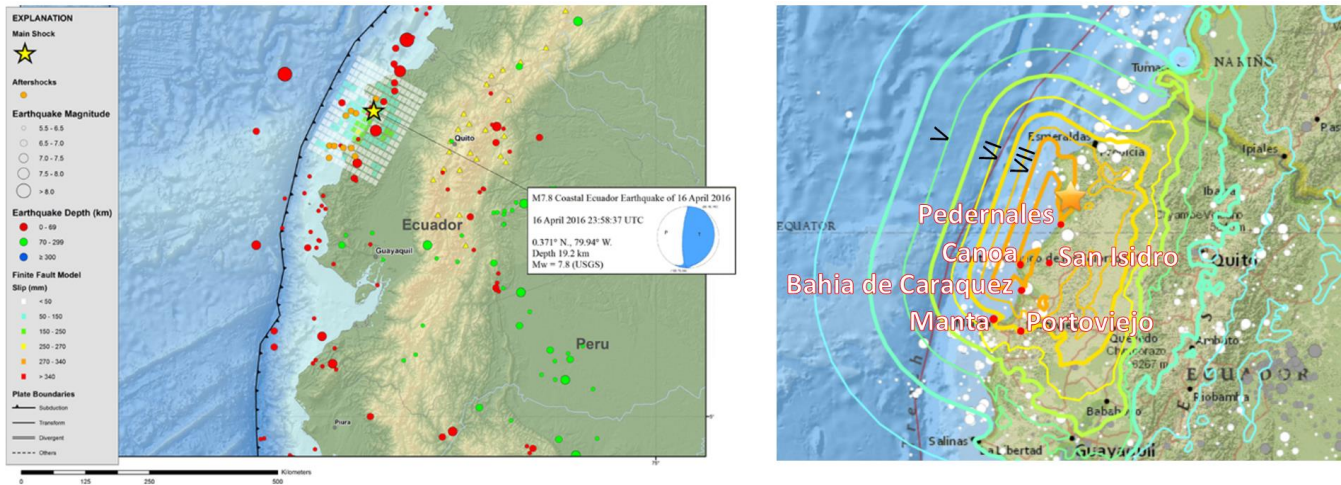 EXPLANATION
Main Shock
Aftershocks
Earthquake Magnitude
5.5 - 6.5
6.5 - 7.0
7.0 - 7.5
7.5 - 8.0
> 8.0
Earthquake Depth (km)
0 - 69
70 - 299
≥ 300
Finite Fault Model
Slip (mm)
< 50
50 - 150
150 - 250
250 - 270
270 - 340
> 340
Plate Boundaries
Subduction
Transform
Divergent
Others
Quito
Ecuador
Guayaquil
Peru
Piura
M7.8 Coastal Ecuador Earthquake of 16 April 2016
16 April 2016 23:58:37 UTC
0.371° N., 79.94° W.
Depth 19.2 km
Mw = 7.8 (USGS)
P
T
75°
0
125
250
500
Kilometers
Tumac
NARIÑO
Pas
Ipiales
V
VI
VII
Esmeraldas
EQUATOR
Pedernales
Canoa
San Isidro
Bahia de Caraquez
Manta
Portoviejo
Quito
Ambato
6267 m
ECUADOR
Riobamba
Babahoyo
Salinas
La Libertad
Guayaquil